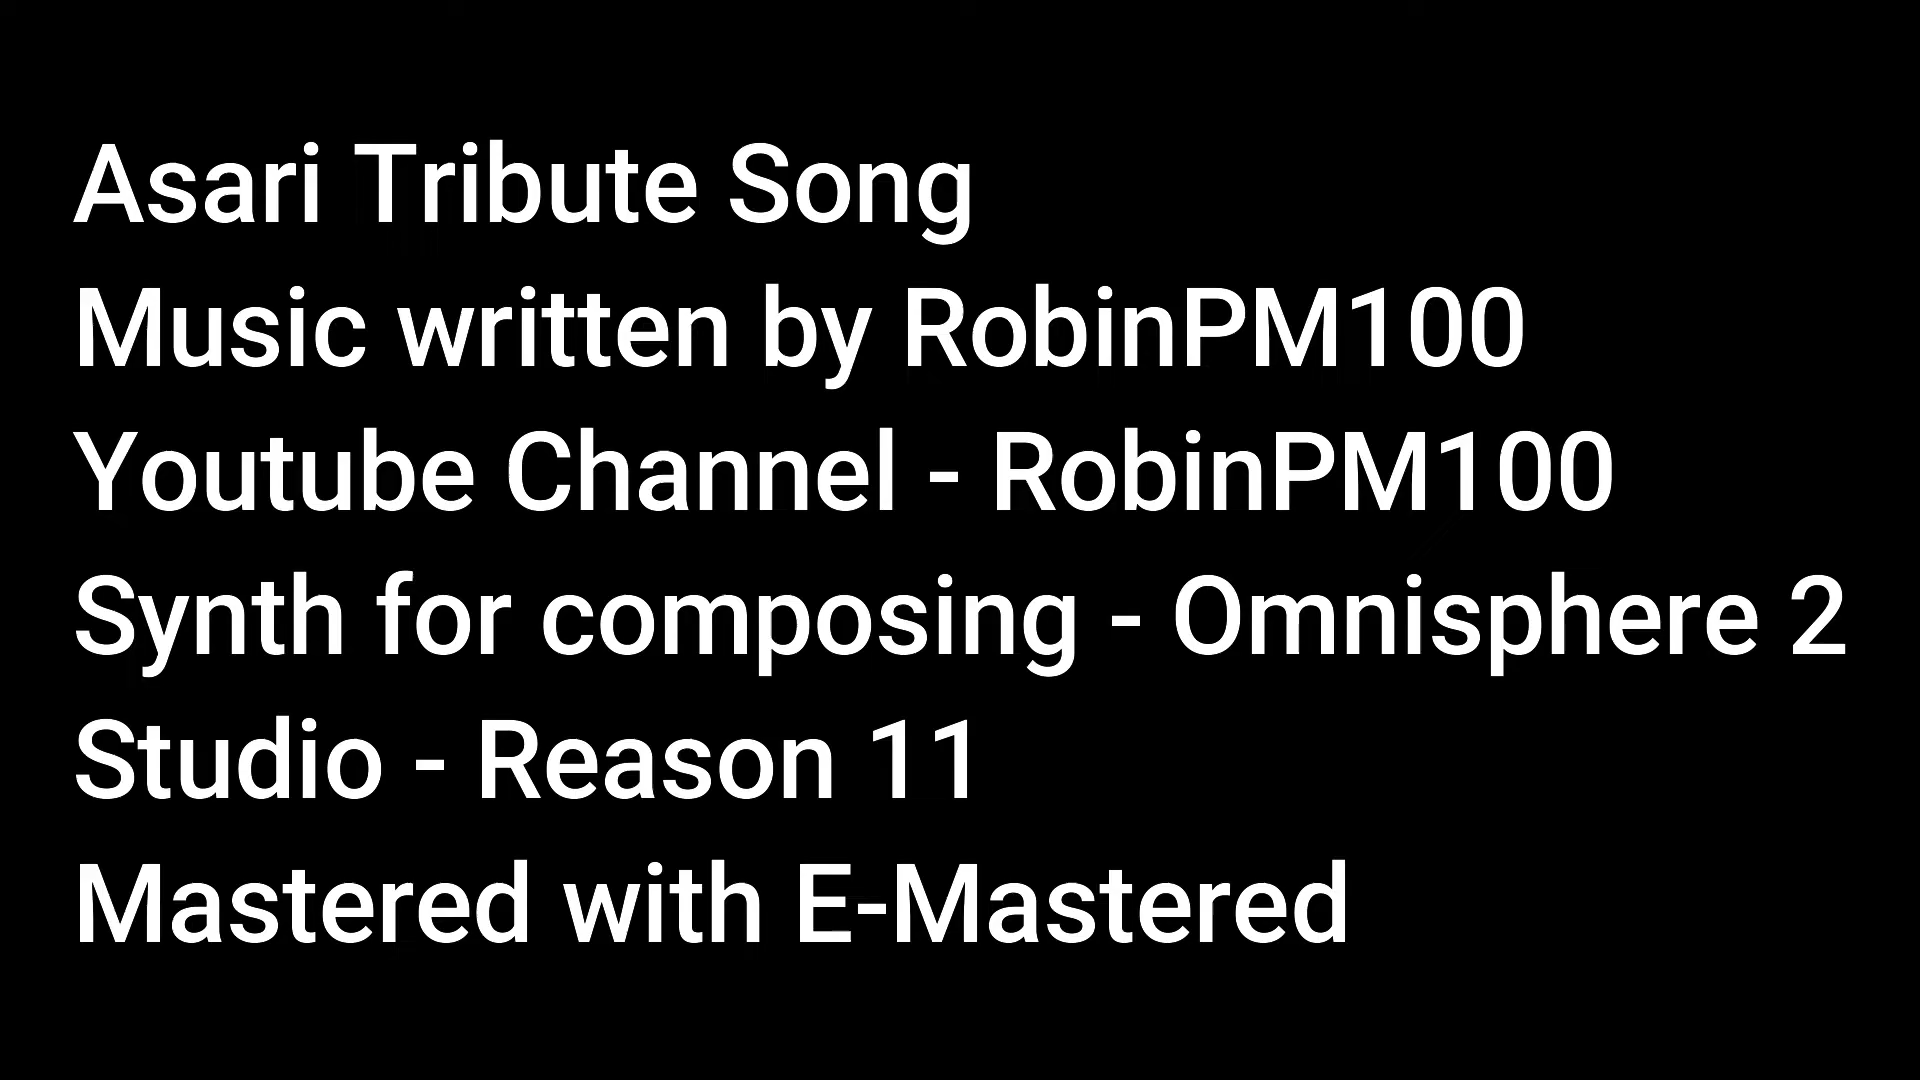 Asari Tribute Song
Music written by RobinPM100
Youtube Channel - RobinPM100
Synth for composing - Omnisphere 2
Studio - Reason 11
Mastered with E-Mastered